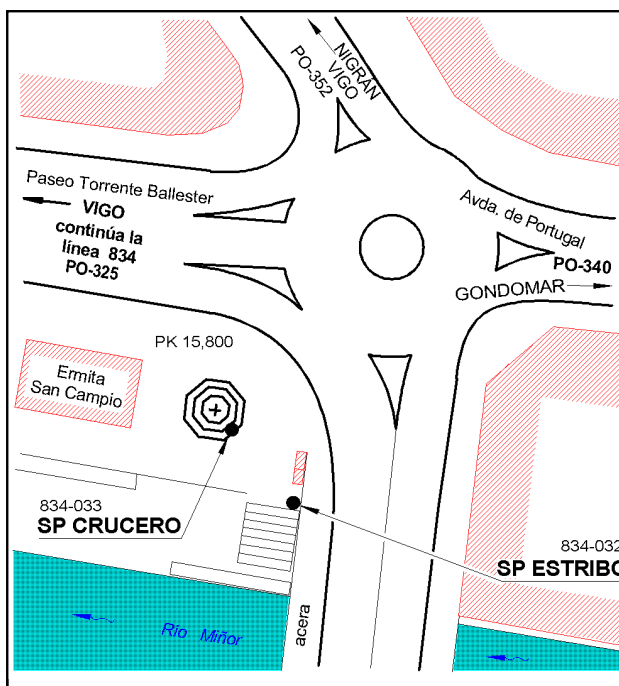 NIGRÁN
VIGO
PO-352
Paseo Torrente Ballester
VIGO
continúa la
línea 834
PO-325
Avda. de Portugal
PO-340
GONDOMAR
PK 15,800
Ermita
San Campio
834-033
SP CRUCERO
834-032
SP ESTRIBO
acera
Río Miñor